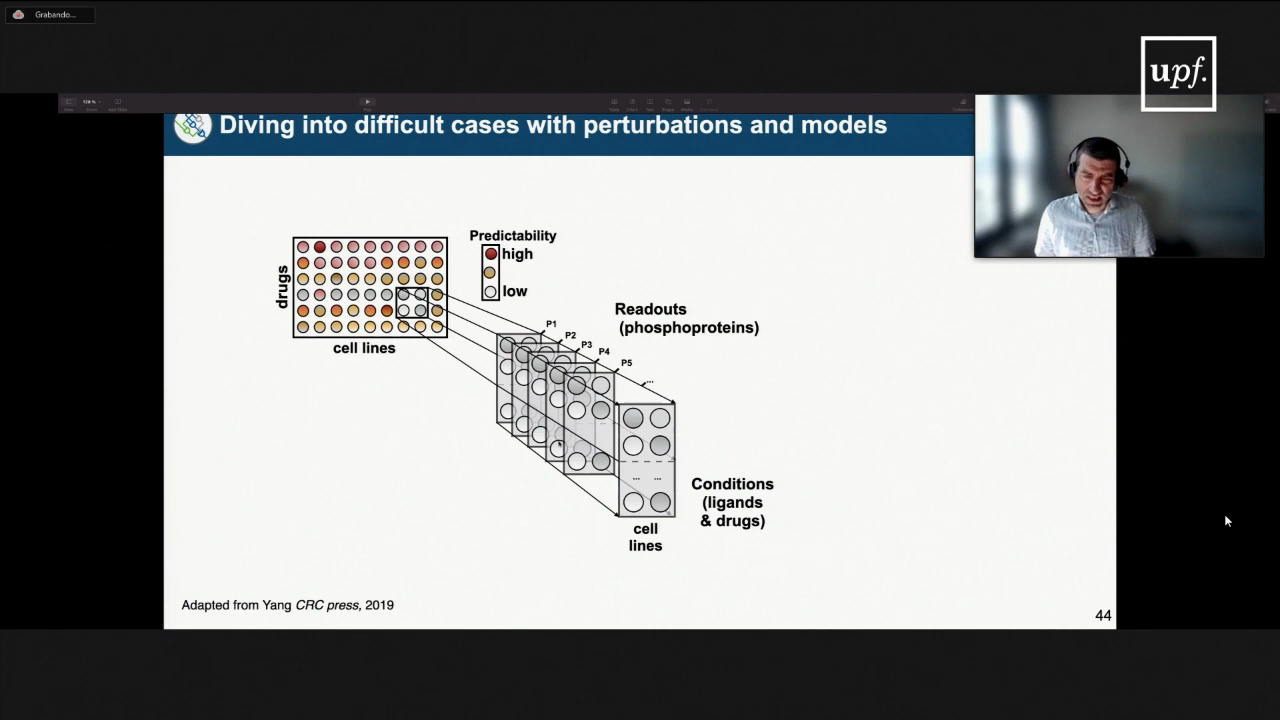 Grabando...
upf.
128 %
Diving into difficult cases with perturbations and models
Predictability
high
low
drugs
cell lines
Readouts
(phosphoproteins)
P1
P2
P3
P4
P5
...
... ...
Conditions
(ligands
& drugs)
cell
lines
Adapted from Yang CRC press, 2019
44